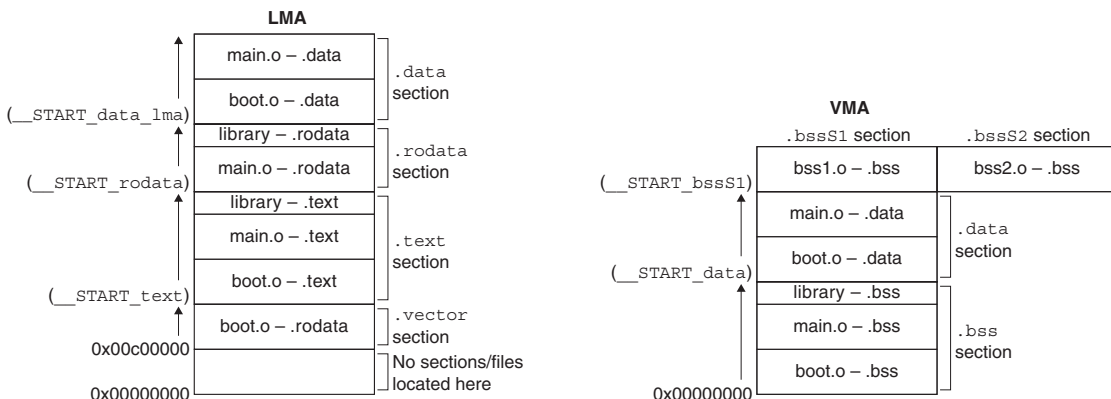 LMA
main.o – .data
.data
section
boot.o – .data
(__START_data_lma)
library – .rodata
.rodata
section
main.o – .rodata
(__START_rodata)
library – .text
main.o – .text
.text
section
boot.o – .text
(__START_text)
boot.o – .rodata
.vector
section
0x00c00000
No sections/files
located here
0x00000000
VMA
.bssS1 section
.bssS2 section
bss1.o – .bss
bss2.o – .bss
(__START_bssS1)
main.o – .data
.data
section
boot.o – .data
(__START_data)
library – .bss
main.o – .bss
.bss
section
boot.o – .bss
0x00000000